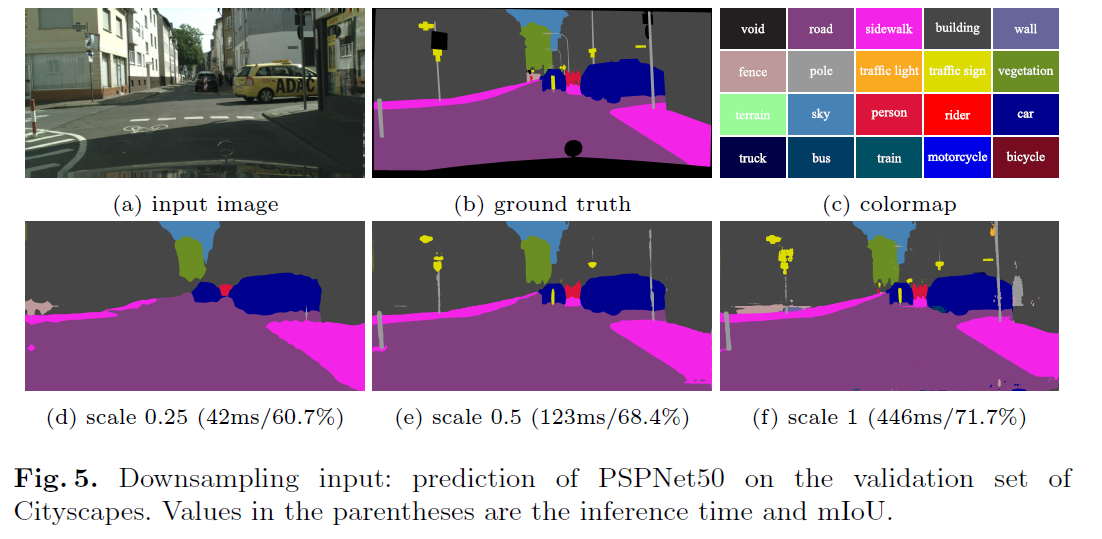 ADAC
(a) input image
(b) ground truth
void road sidewalk building wall
fence pole traffic light traffic sign vegetation
terrain sky person rider car
truck bus train motorcycle bicycle
(c) colormap
(d) scale 0.25 (42ms/60.7%)
(e) scale 0.5 (123ms/68.4%)
(f) scale 1 (446ms/71.7%)
Fig. 5. Downsampling input: prediction of PSPNet50 on the validation set of
Cityscapes. Values in the parentheses are the inference time and mIoU.